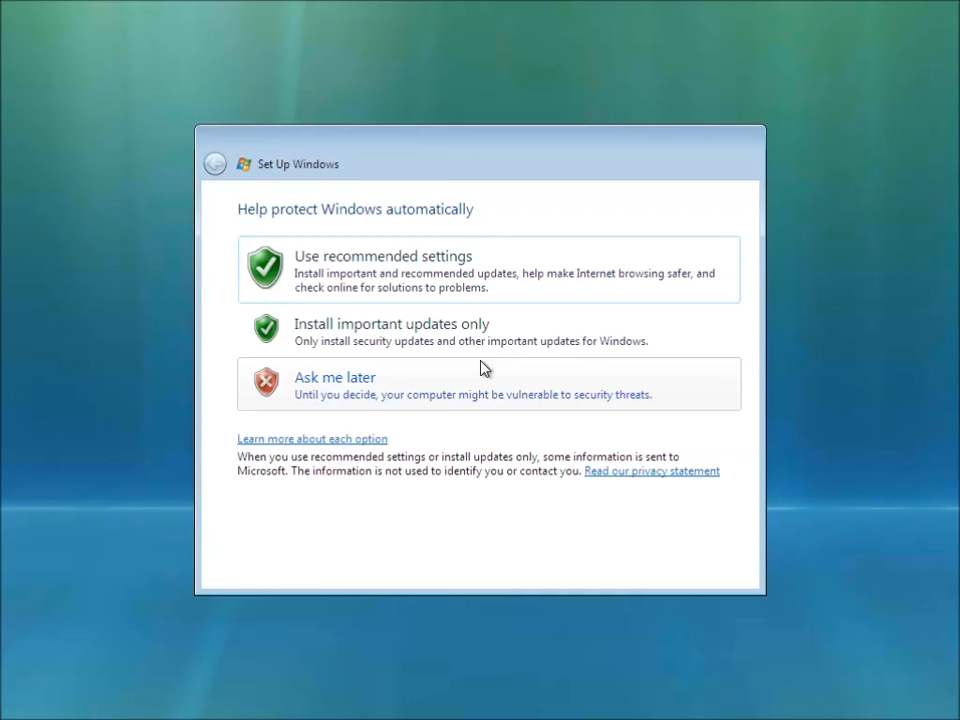 Set Up Windows
Help protect Windows automatically
Use recommended settings
Install important and recommended updates, help make Internet browsing safer, and
check online for solutions to problems.
Install important updates only
Only install security updates and other important updates for Windows.
Ask me later
Until you decide, your computer might be vulnerable to security threats.
Learn more about each option
When you use recommended settings or install updates only, some information is sent to
Microsoft. The information is not used to identify you or contact you. Read our privacy statement